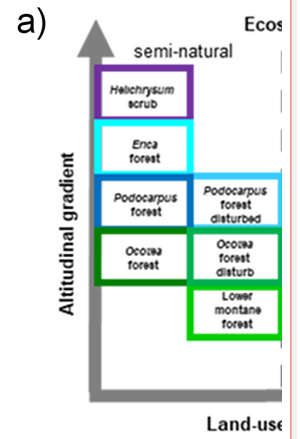 a)
Ecos
semi-natural
Helichrysum
scrub
Erica
forest
Podocarpus
forest
Podocarpus
forest
disturbed
Ocotea
forest
Ocotea
forest
disturb
Lower
montane
forest
Altitudinal gradient
Land-use